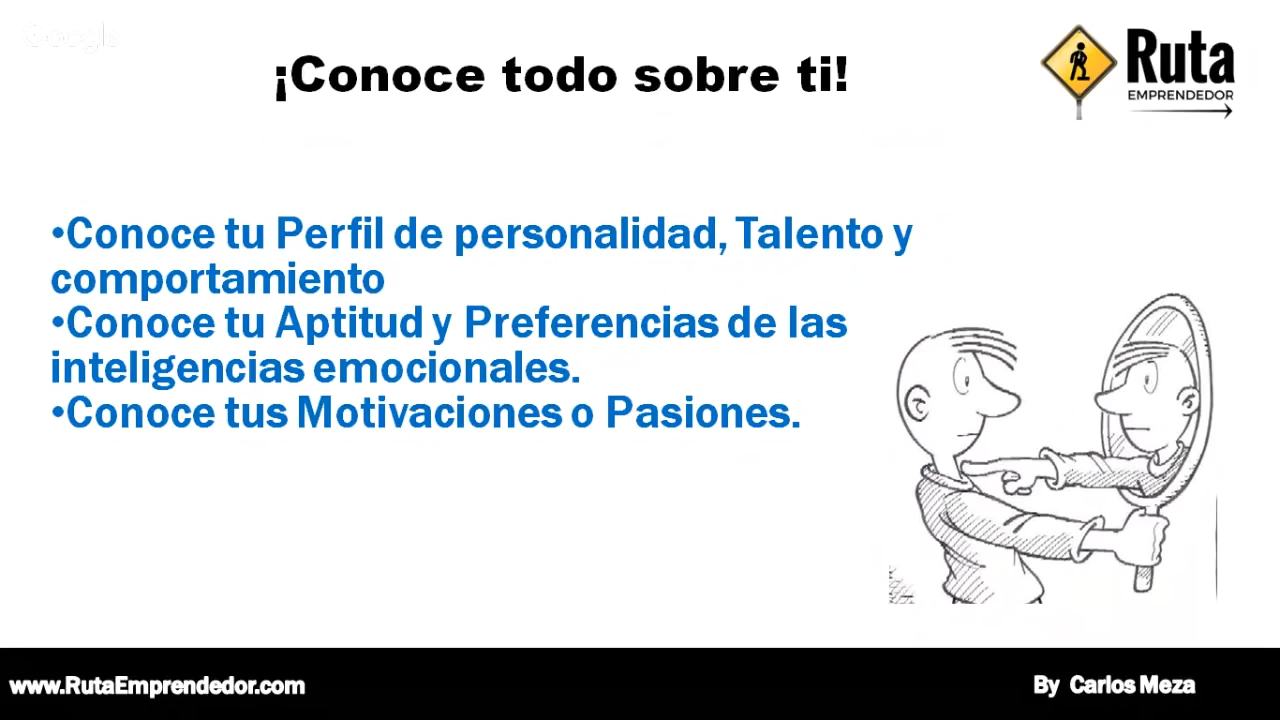 ¡Conoce todo sobre ti!
Ruta
EMPRENDEDOR
•Conoce tu Perfil de personalidad, Talento y
comportamiento
•Conoce tu Aptitud y Preferencias de las
inteligencias emocionales.
•Conoce tus Motivaciones o Pasiones.
www.RutaEmprendedor.com
By Carlos Meza